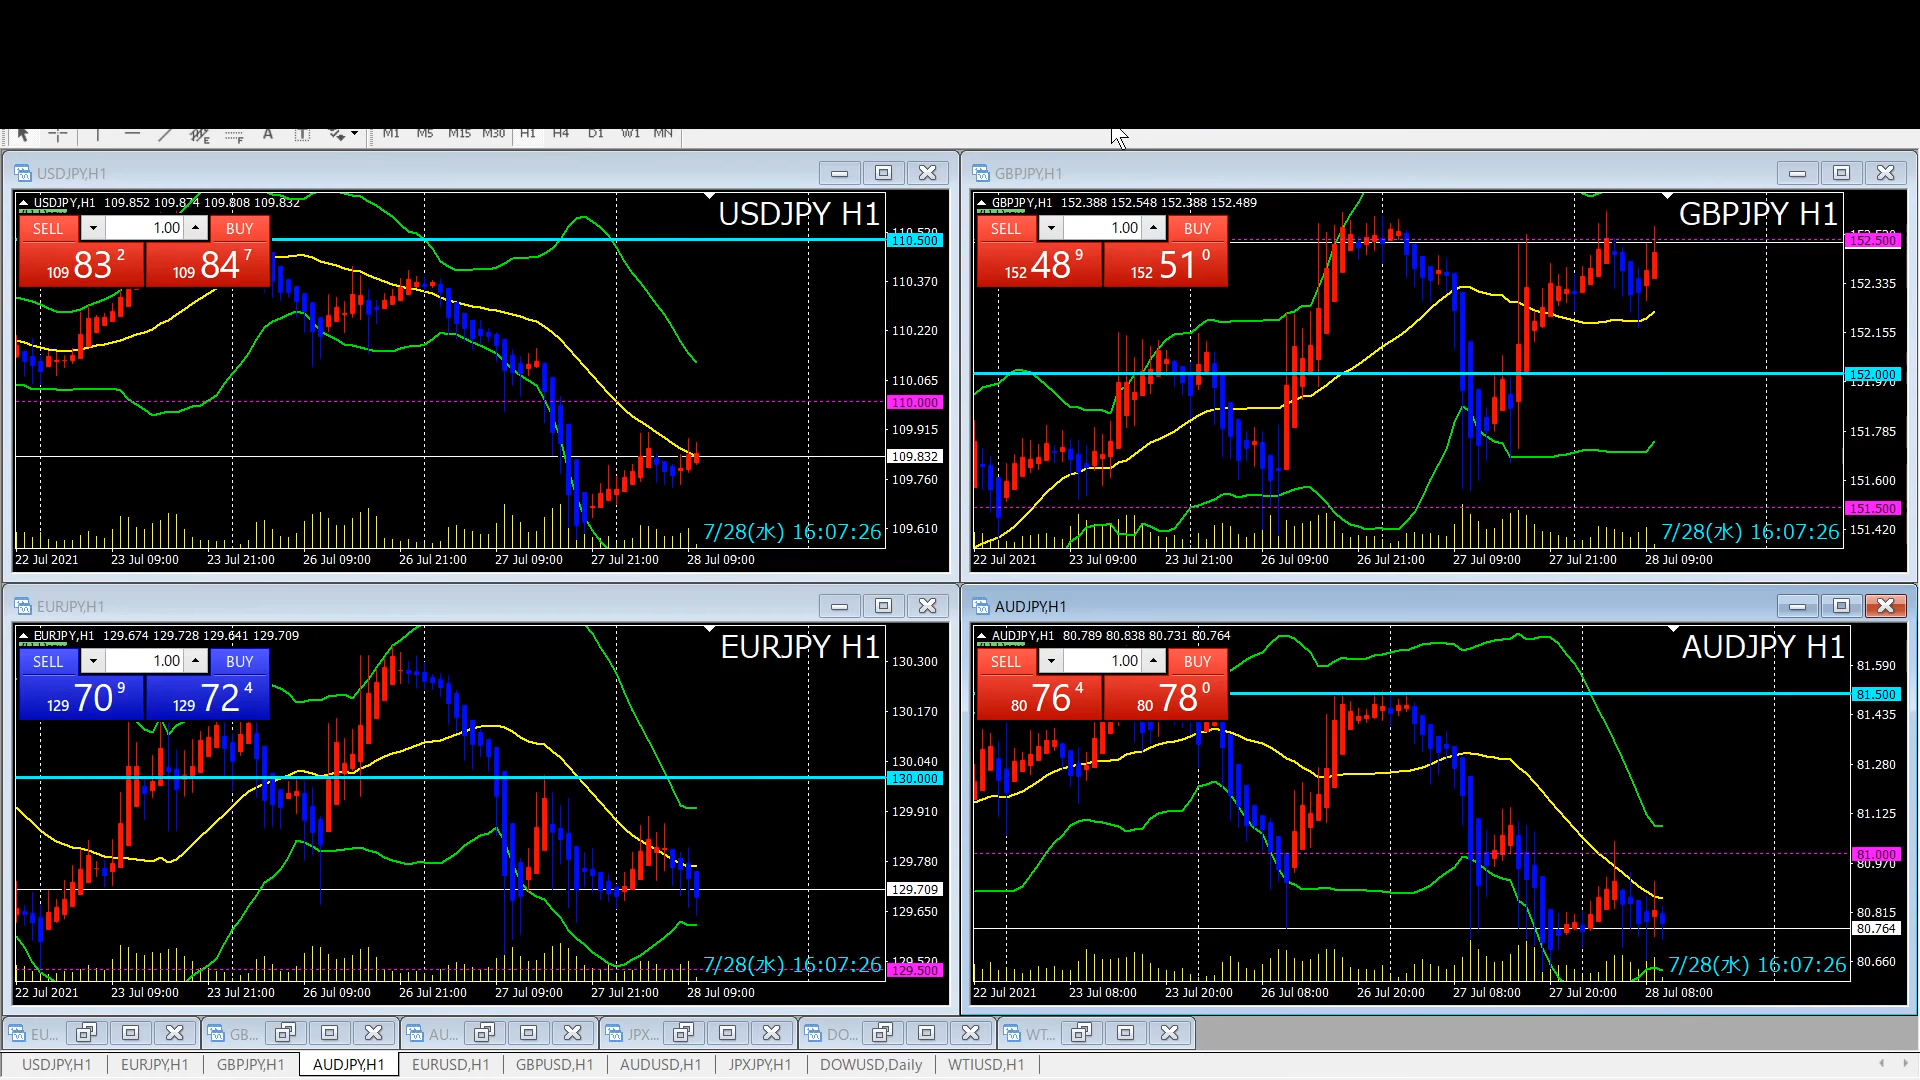 M1 M5 M15 M30 H1 H4 D1 W1 MN
USDJPY,H1
USDJPY,H1 109.852 109.874 109.808 109.832
USDJPY H1
SELL 1.00 BUY
109 83 2 109 84 7
110.500
110.370
110.220
110.065
110.000
109.915
109.832
109.760
109.610
7/28(水) 16:07:26
22 Jul 2021 23 Jul 09:00 23 Jul 21:00 26 Jul 09:00 26 Jul 21:00 27 Jul 09:00 27 Jul 21:00 28 Jul 09:00
GBPJPY,H1
GBPJPY,H1 152.388 152.548 152.388 152.489
GBPJPY H1
SELL 1.00 BUY
152 48 9 152 51 0
152.500
152.335
152.155
152.000
151.970
151.785
151.600
151.500
151.420
7/28(水) 16:07:26
22 Jul 2021 23 Jul 09:00 23 Jul 21:00 26 Jul 09:00 26 Jul 21:00 27 Jul 09:00 27 Jul 21:00 28 Jul 09:00
EURJPY,H1
EURJPY,H1 129.674 129.728 129.641 129.709
EURJPY H1
SELL 1.00 BUY
129 70 9 129 72 4
130.300
130.170
130.040
130.000
129.910
129.780
129.709
129.650
129.520
129.500
7/28(水) 16:07:26
22 Jul 2021 23 Jul 09:00 23 Jul 21:00 26 Jul 09:00 26 Jul 21:00 27 Jul 09:00 27 Jul 21:00 28 Jul 09:00
AUDJPY,H1
AUDJPY,H1 80.789 80.838 80.731 80.764
AUDJPY H1
SELL 1.00 BUY
80 76 4 80 78 0
81.590
81.500
81.435
81.280
81.125
81.000
80.970
80.815
80.764
80.660
7/28(水) 16:07:26
22 Jul 2021 23 Jul 08:00 23 Jul 20:00 26 Jul 08:00 26 Jul 20:00 27 Jul 08:00 27 Jul 20:00 28 Jul 08:00
EU... GB... AU... JPX... DO... WT...
USDJPY,H1 EURJPY,H1 GBPJPY,H1 AUDJPY,H1 EURUSD,H1 GBPUSD,H1 AUDUSD,H1 JPXJPY,H1 DOWUSD,Daily WTIUSD,H1